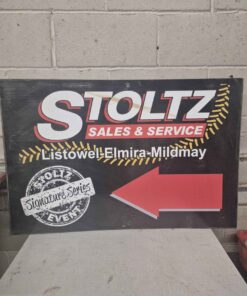 STOLTZ
SALES & SERVICE
Listowel-Elmira-Mildmay
STOLTZ
Signature Series
EVENT